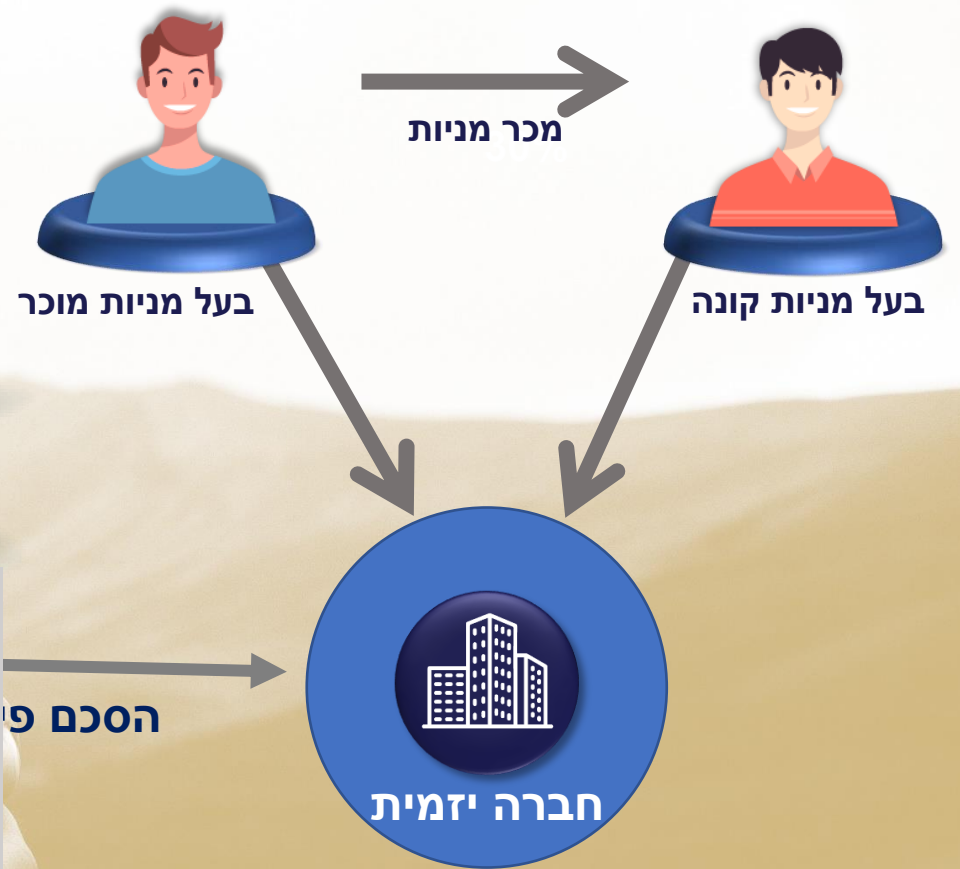 מכר מניות
בעל מניות קונה
בעל מניות מוכר
הסכם
חברה יזמית